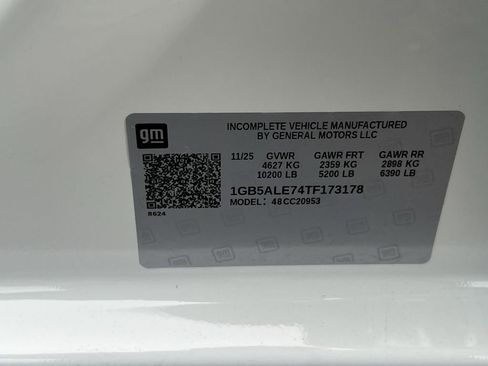 gm
INCOMPLETE VEHICLE MANUFACTURED
BY GENERAL MOTORS LLC
11/25 GVWR GAWR FRT GAWR RR
4627 KG 2359 KG 2898 KG
10200 LB 5200 LB 6390 LB
1GB5ALE74TF173178
MODEL: 48CC20953
8624